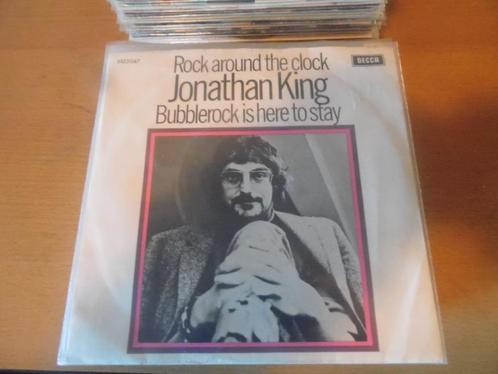 Rock around the clock
DECCA
Jonathan King
Bubblerock is here to stay